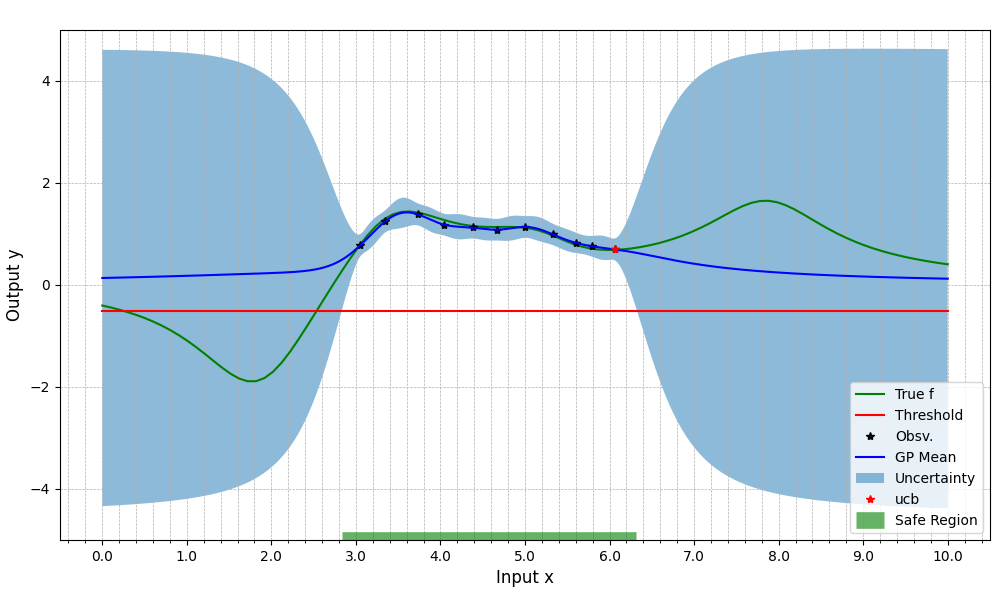 4
2
0
−2
−4
Output y
0.0 1.0 2.0 3.0 4.0 5.0 6.0 7.0 8.0 9.0 10.0
Input x
True f
Threshold
Obsv.
GP Mean
Uncertainty
ucb
Safe Region